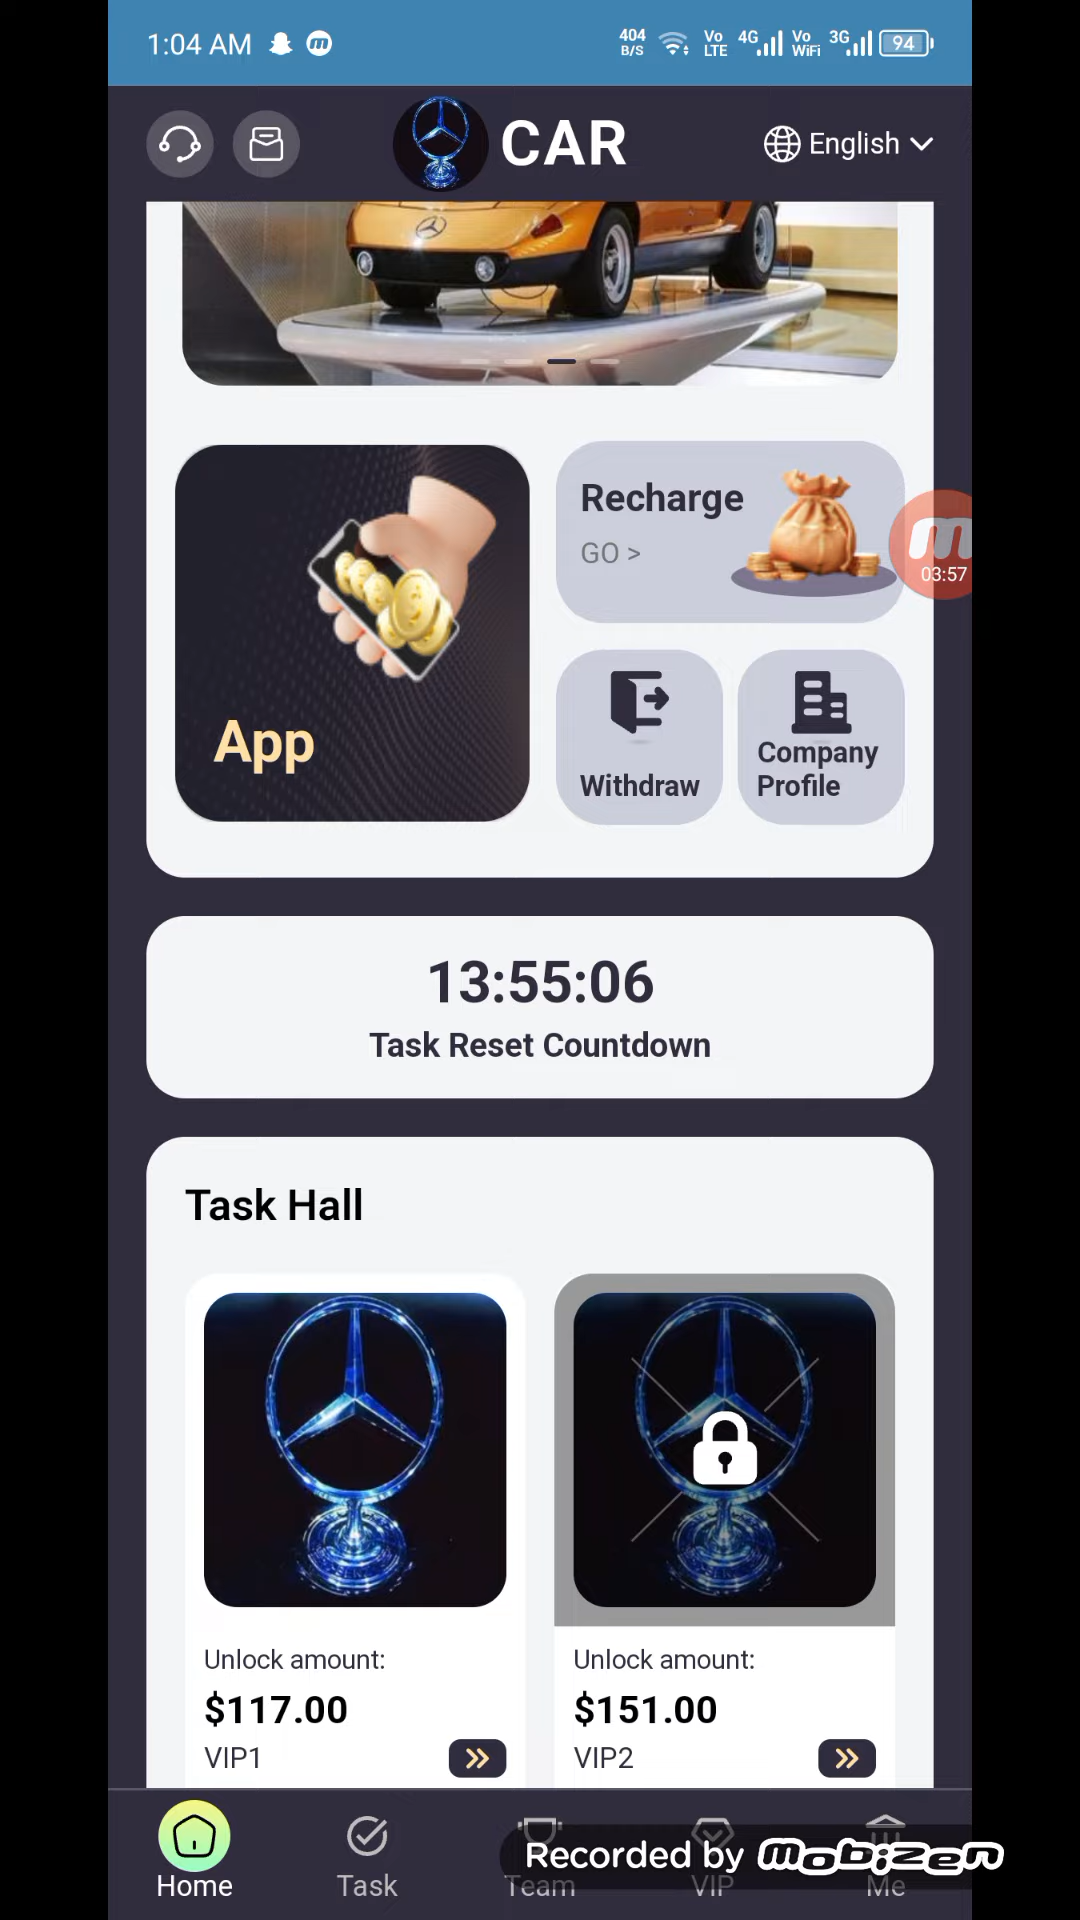 1:04 AM
404
B/S
Vo
LTE
4G
Vo
WiFi
3G
94
CAR
English
Recharge
GO >
03:57
App
Withdraw
Company
Profile
13:55:06
Task Reset Countdown
Task Hall
Unlock amount:
$117.00
VIP1
Unlock amount:
$151.00
VIP2
Recorded by mobizen
Home
Task
Team
VIP
Me